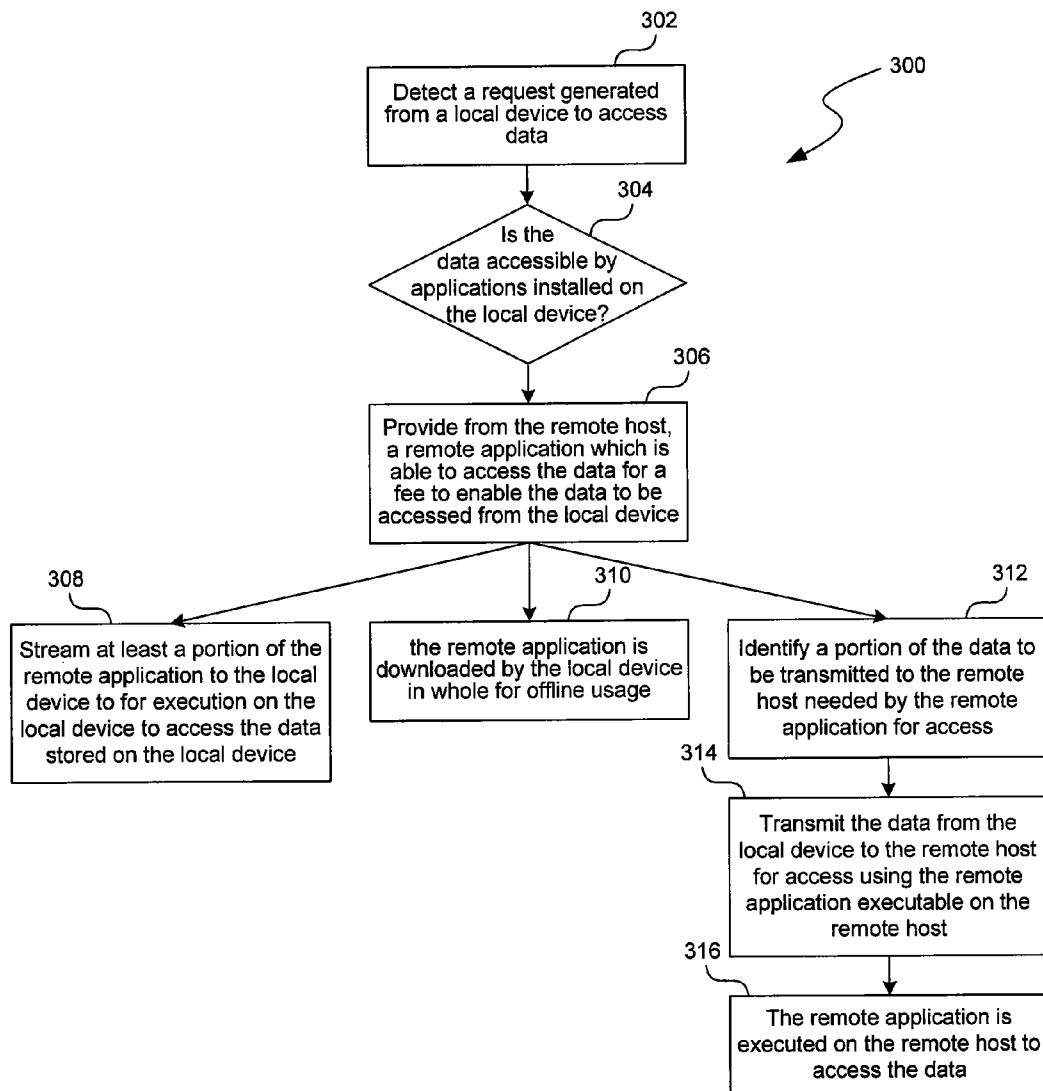 302
300
Detect a request generated
from a local device to access
data
304
Is the
data accessible by
applications installed on
the local device?
306
Provide from the remote host,
a remote application which is
able to access the data for a
fee to enable the data to be
accessed from the local device
308
Stream at least a portion of the
remote application to the local
device to for execution on the
local device to access the data
stored on the local device
310
the remote application is
downloaded by the local device
in whole for offline usage
312
Identify a portion of the data to
be transmitted to the remote
host needed by the remote
application for access
314
Transmit the data from the
local device to the remote host
for access using the remote
application executable on the
remote host
316
The remote application is
executed on the remote host to
access the data